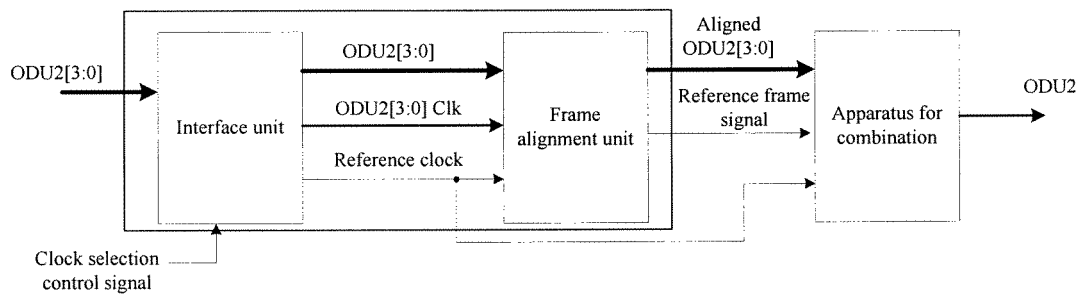 ODU2[3:0]
Interface unit
ODU2[3:0]
ODU2[3:0] Clk
Reference clock
Frame
alignment unit
Aligned
ODU2[3:0]
Reference frame
signal
Apparatus for
combination
ODU2
Clock selection
control signal